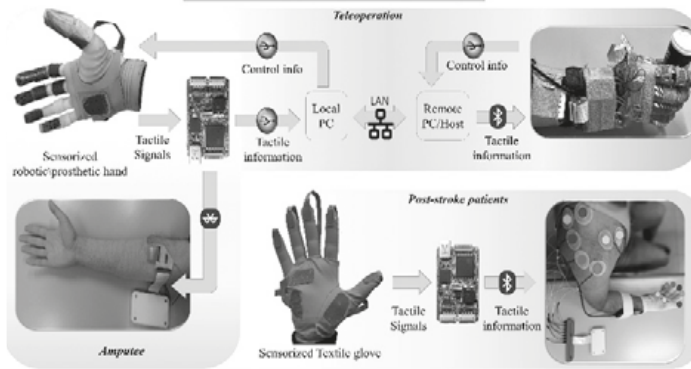 Teleoperation
Control info
Control info
Local
PC
LAN
Remote
PC/Host
Tactile
Signals
Tactile
information
Tactile
information
Sensorized
robotic\prosthetic hand
Post-stroke patients
Tactile
Signals
Tactile
information
Amputee
Sensorized Textile glove